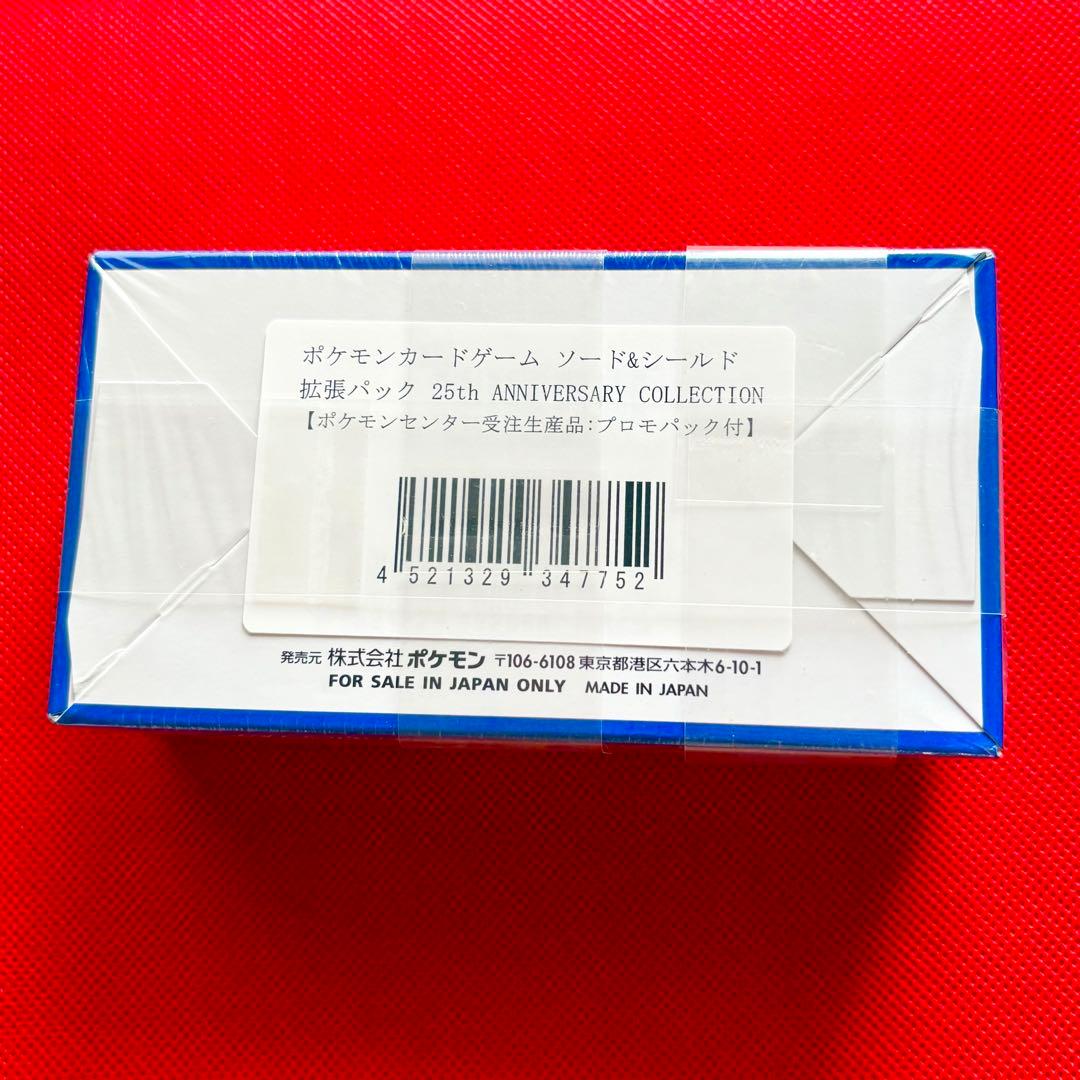 ポケモンカードゲーム ソード&シールド
拡張パック 25th ANNIVERSARY COLLECTION
【ポケモンセンター受注生産品:プロモパック付】
4 521329 347752
発売元 株式会社ポケモン 〒106-6108 東京都港区六本木6-10-1
FOR SALE IN JAPAN ONLY MADE IN JAPAN